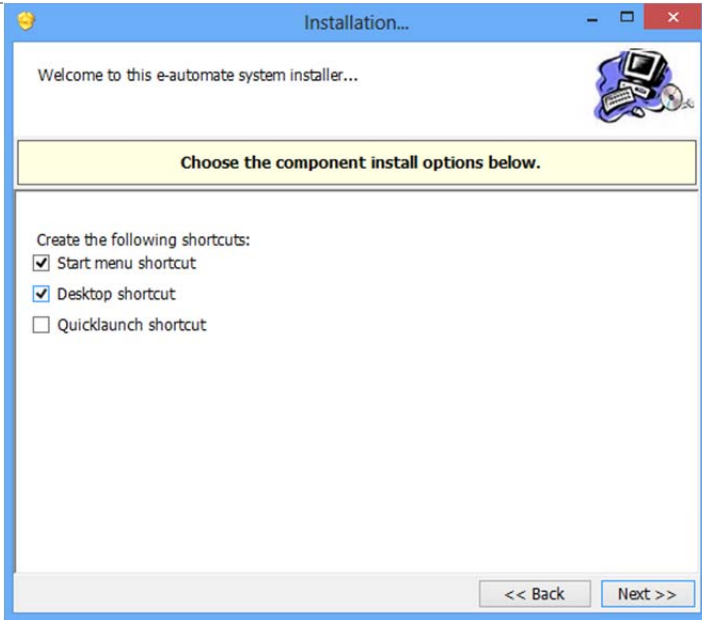 Installation...
Welcome to this e-automate system installer...
Choose the component install options below.
Create the following shortcuts:
Start menu shortcut
Desktop shortcut
Quicklaunch shortcut
<< Back Next >>